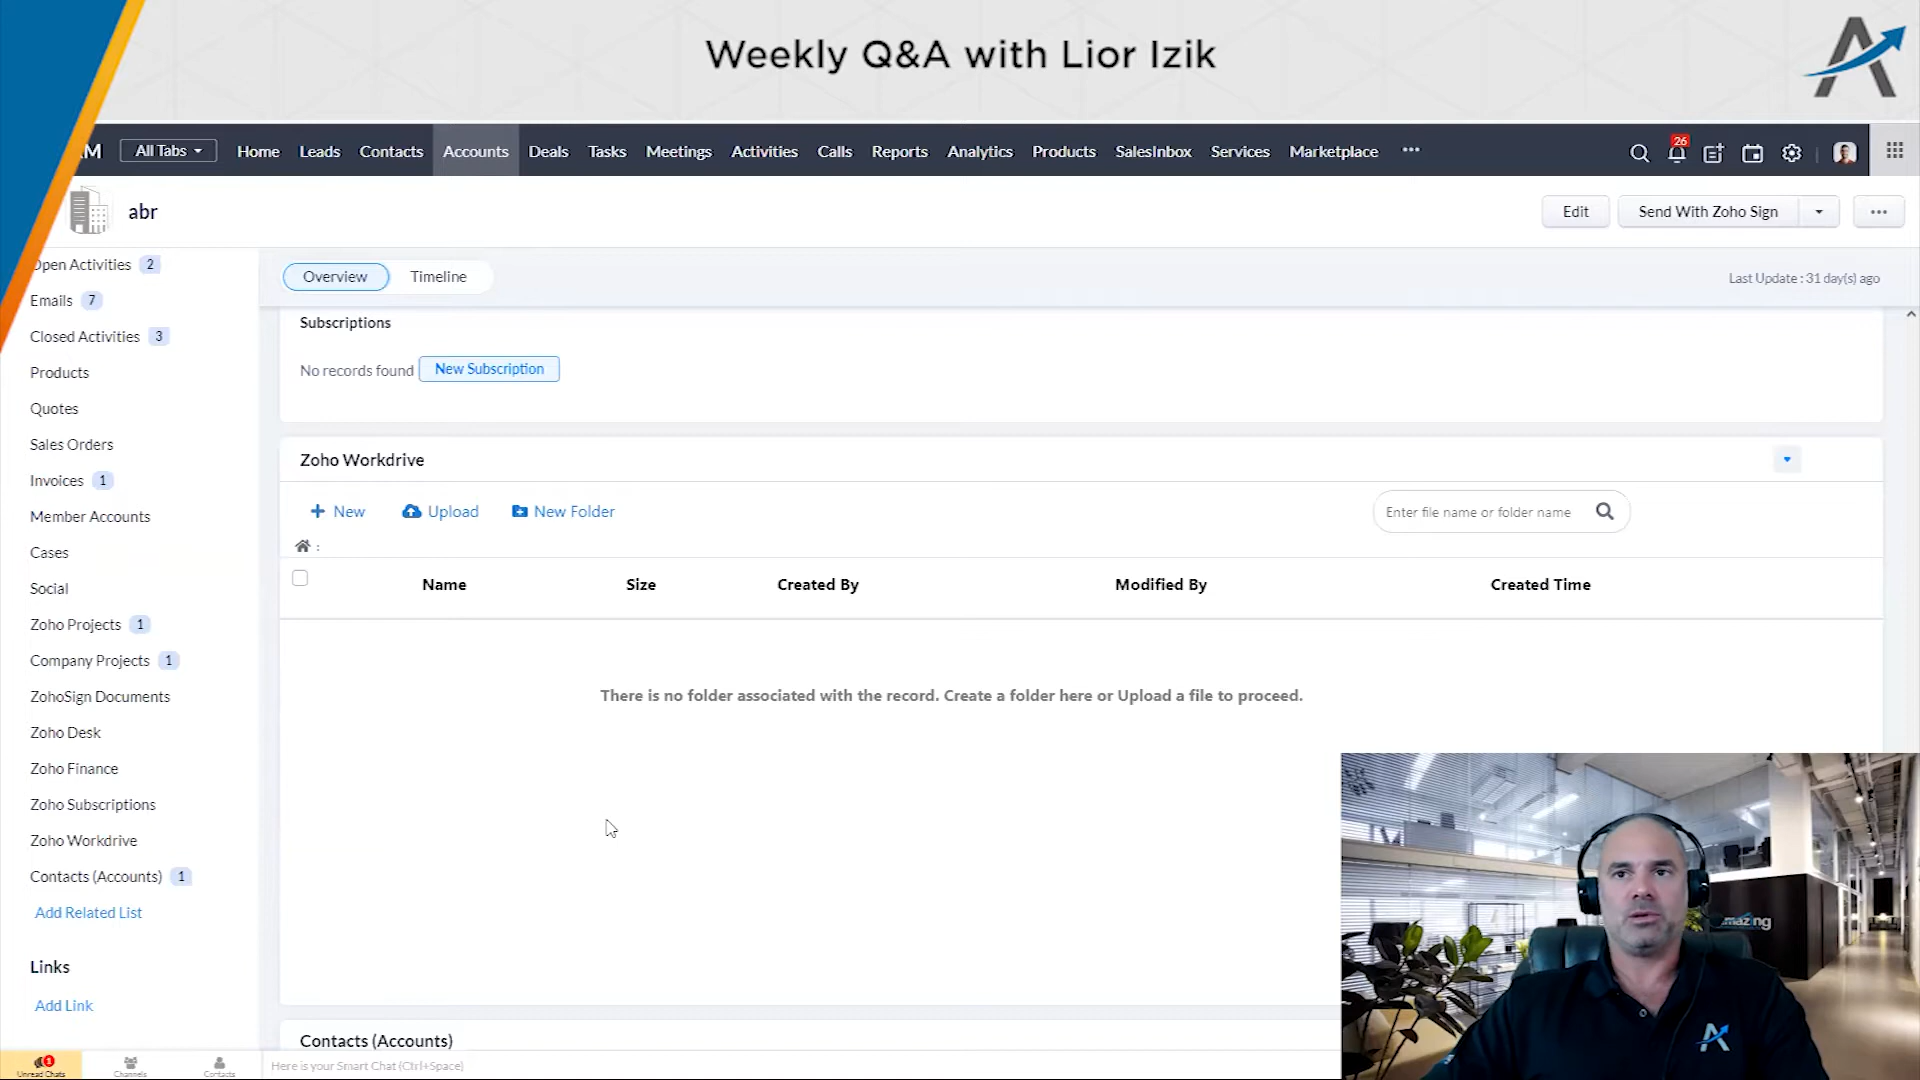 Weekly Q&A with Lior Izik
All Tabs Home Leads Contacts Accounts Deals Tasks Meetings Activities Calls Reports Analytics Products SalesInbox Services Marketplace ... 26
abr Edit Send With Zoho Sign ...
Open Activities 2
Emails 7
Closed Activities 3
Products
Quotes
Sales Orders
Invoices 1
Member Accounts
Cases
Social
Zoho Projects 1
Company Projects 1
ZohoSign Documents
Zoho Desk
Zoho Finance
Zoho Subscriptions
Zoho Workdrive
Contacts (Accounts) 1
Add Related List
Links
Add Link
Overview Timeline Last Update : 31 day(s) ago
Subscriptions
No records found New Subscription
Zoho Workdrive
New Upload New Folder Enter file name or folder name
:
Name Size Created By Modified By Created Time
There is no folder associated with the record. Create a folder here or Upload a file to proceed.
Contacts (Accounts)
1
Unread Chats Channels Contacts Here is your Smart Chat (Ctrl+Space)